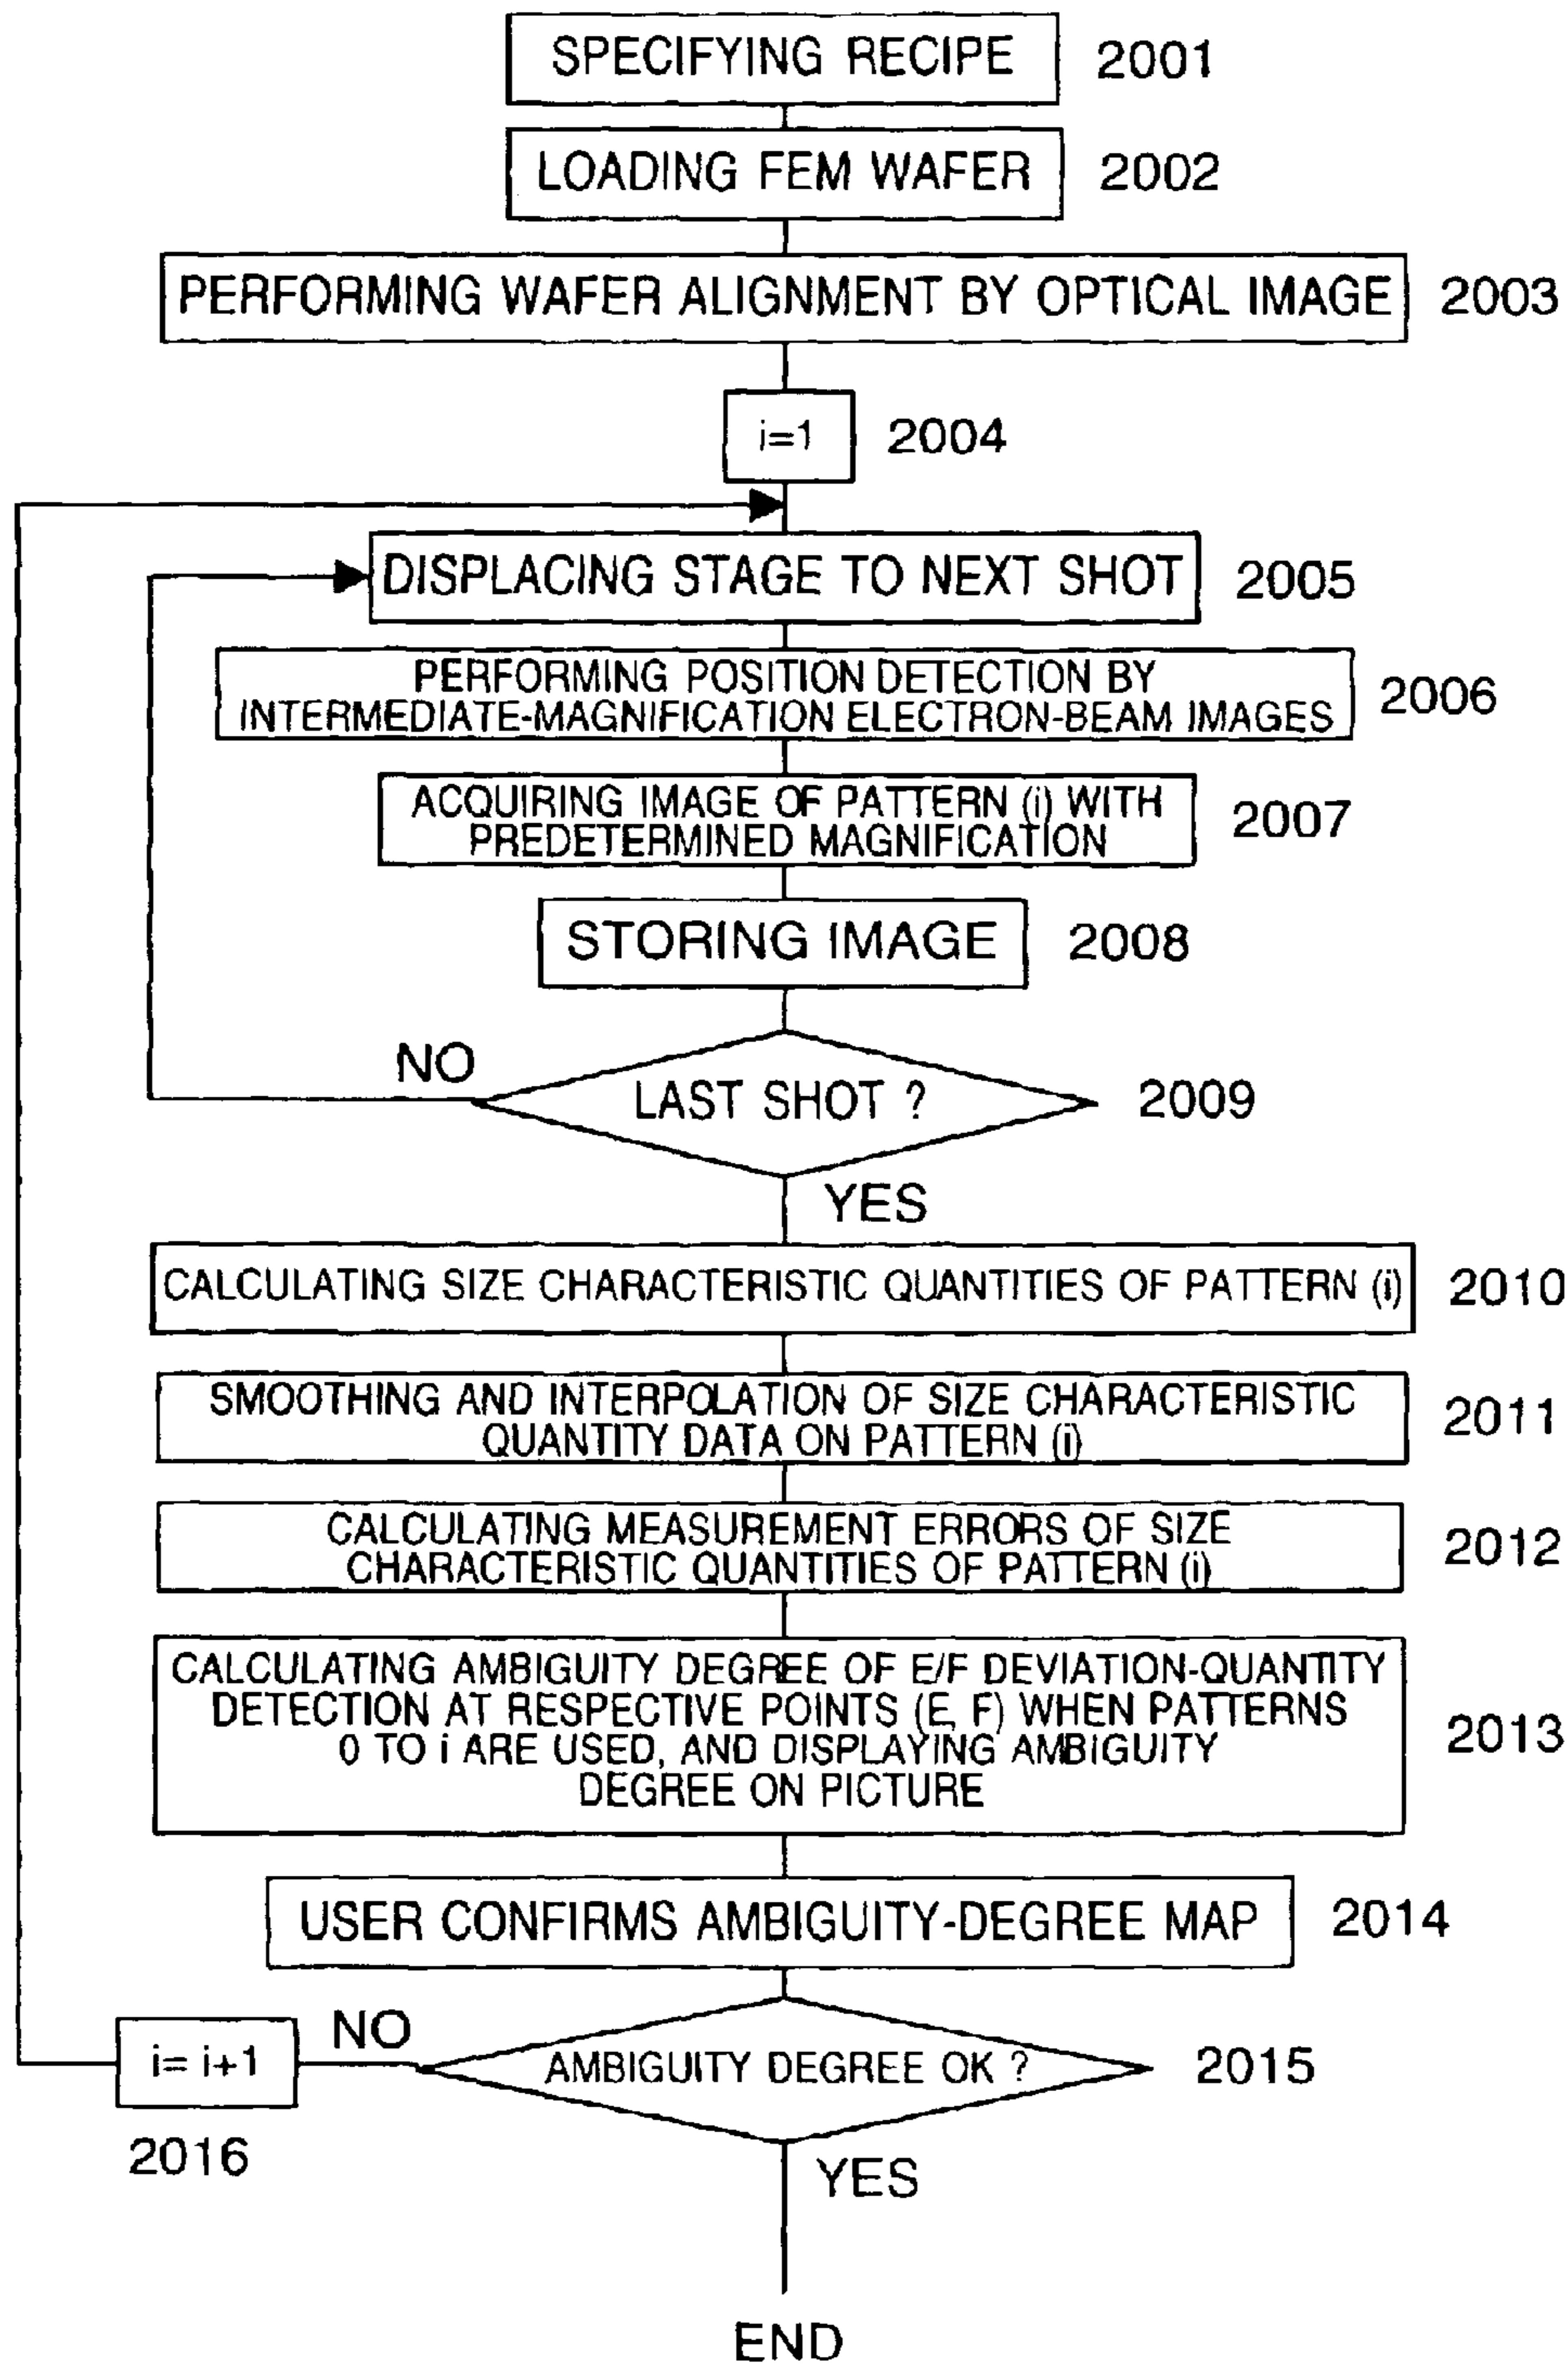 SPECIFYING RECIPE 2001
LOADING FEM WAFER 2002
PERFORMING WAFER ALIGNMENT BY OPTICAL IMAGE 2003
i=1 2004
DISPLACING STAGE TO NEXT SHOT 2005
PERFORMING POSITION DETECTION BY
INTERMEDIATE-MAGNIFICATION ELECTRON-BEAM IMAGES 2006
ACQUIRING IMAGE OF PATTERN (i) WITH
PREDETERMINED MAGNIFICATION 2007
STORING IMAGE 2008
NO
LAST SHOT ? 2009
YES
CALCULATING SIZE CHARACTERISTIC QUANTITIES OF PATTERN (i) 2010
SMOOTHING AND INTERPOLATION OF SIZE CHARACTERISTIC
QUANTITY DATA ON PATTERN (i) 2011
CALCULATING MEASUREMENT ERRORS OF SIZE
CHARACTERISTIC QUANTITIES OF PATTERN (i) 2012
CALCULATING AMBIGUITY DEGREE OF E/F DEVIATION-QUANTITY
DETECTION AT RESPECTIVE POINTS (E, F) WHEN PATTERNS
0 TO i ARE USED, AND DISPLAYING AMBIGUITY
DEGREE ON PICTURE 2013
USER CONFIRMS AMBIGUITY-DEGREE MAP 2014
NO
i= i+1
AMBIGUITY DEGREE OK ? 2015
2016
YES
END